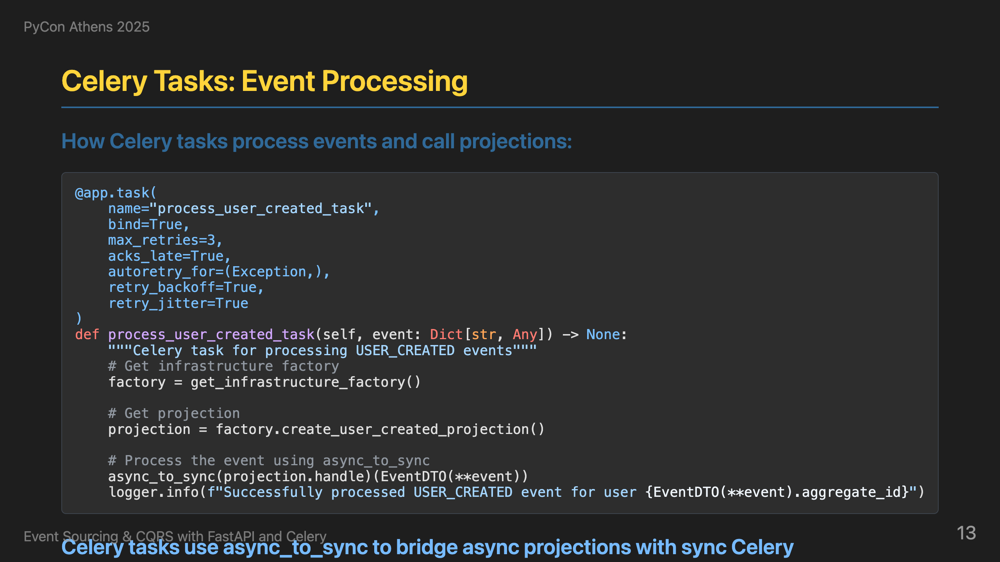 PyCon Athens 2025
Celery Tasks: Event Processing
How Celery tasks process events and call projections:
@app.task(
    name="process_user_created_task",
    bind=True,
    max_retries=3,
    acks_late=True,
    autoretry_for=(Exception,),
    retry_backoff=True,
    retry_jitter=True
)
def process_user_created_task(self, event: Dict[str, Any]) -> None:
    """Celery task for processing USER_CREATED events"""
    # Get infrastructure factory
    factory = get_infrastructure_factory()

    # Get projection
    projection = factory.create_user_created_projection()

    # Process the event using async_to_sync
    async_to_sync(projection.handle)(EventDTO(**event))
    logger.info(f"Successfully processed USER_CREATED event for user {EventDTO(**event).aggregate_id}")
Event Sourcing & CQRS with FastAPI and Celery
13
Celery tasks use async_to_sync to bridge async projections with sync Celery